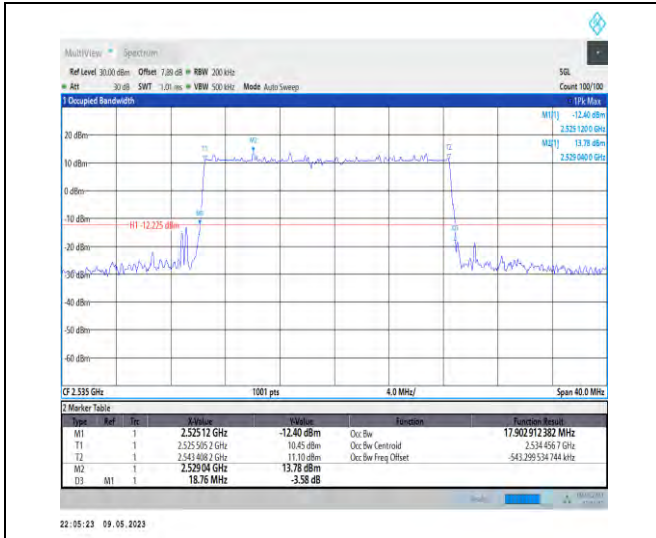 MultiView Spectrum
Ref Level 30.00 dBm Offset 7.89 dB RBW 200 kHz SGL
Att 30 dB SWT 1.01 ms VBW 500 kHz Mode Auto Sweep Count 100/100
1 Occupied Bandwidth 1Pk Max
M1[1] -12.40 dBm
2.525 120 0 GHz
M2[1] 13.78 dBm
2.529 040 0 GHz
20 dBm
10 dBm
0 dBm
-10 dBm
H1 -12.225 dBm
-20 dBm
-30 dBm
-40 dBm
-50 dBm
-60 dBm
T1
M2
T2
CF 2.535 GHz 1001 pts 4.0 MHz/ Span 40.0 MHz
2 Marker Table
Type Ref Trc X-Value Y-Value Function Function Result
M1 1 2.52512 GHz -12.40 dBm Occ Bw 17.902 912 382 MHz
T1 1 2.525 505 2 GHz 10.45 dBm Occ Bw Centroid 2.534 456 7 GHz
T2 1 2.543 408 2 GHz 11.10 dBm Occ Bw Freq Offset -543.299 534 744 kHz
M2 1 2.52904 GHz 13.78 dBm
D3 M1 1 18.76 MHz -3.58 dB
22:05:23 09.05.2023